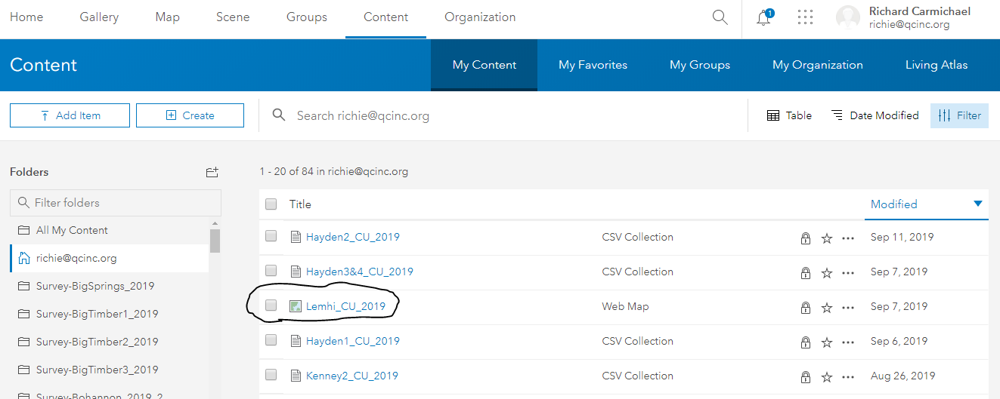 Home Gallery Map Scene Groups Content Organization 1 Richard Carmichael
richie@qcinc.org
Content My Content My Favorites My Groups My Organization Living Atlas
Add Item Create Search richie@qcinc.org Table Date Modified Filter
Folders 1 - 20 of 84 in richie@qcinc.org
Filter folders Title Modified
All My Content Hayden2_CU_2019 CSV Collection Sep 11, 2019
richie@qcinc.org Hayden3&4_CU_2019 CSV Collection Sep 7, 2019
Survey-BigSprings_2019
Survey-BigTimber1_2019 Lemhi_CU_2019 Web Map Sep 7, 2019
Survey-BigTimber2_2019 Hayden1_CU_2019 CSV Collection Sep 6, 2019
Survey-BigTimber3_2019 Kenney2_CU_2019 CSV Collection Aug 26, 2019
Survey-Bohannon_2019_2